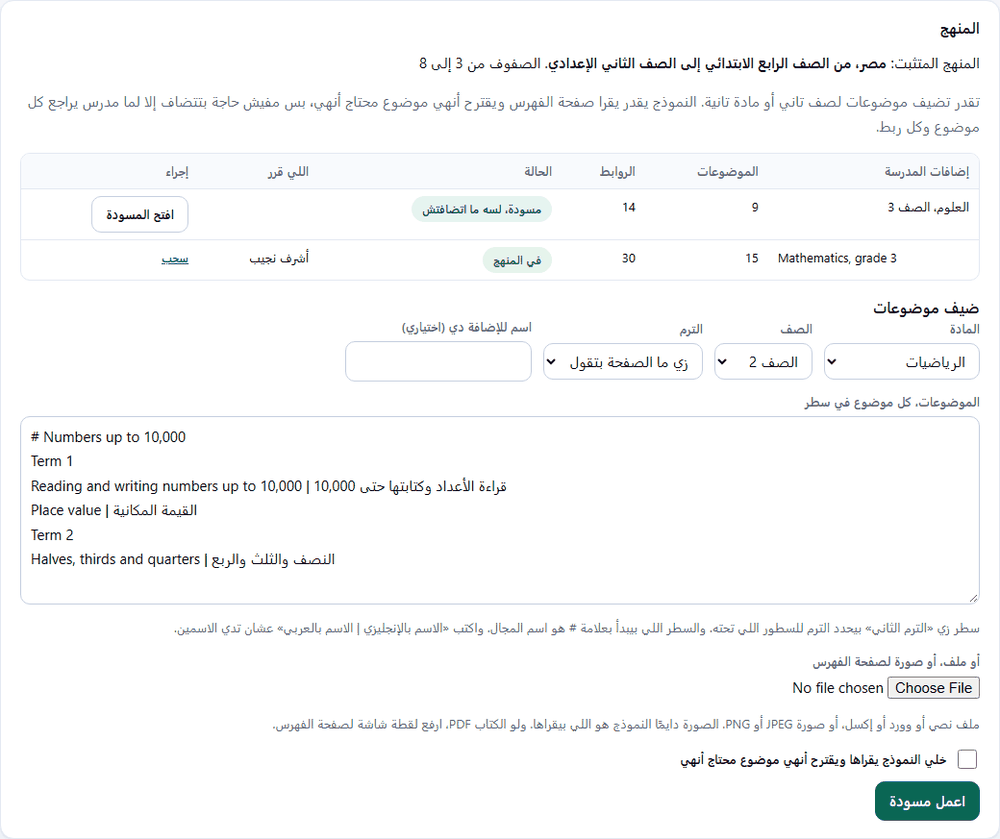 المنهج
المنهج المتثبت: مصر، من الصف الرابع الابتدائي إلى الصف الثاني الإعدادي. الصفوف من 3 إلى 8
تقدر تضيف موضوعات لصف تاني أو مادة تانية. النموذج يقدر يقرا صفحة الفهرس ويقترح أنهي موضوع محتاج أنهي، بس مفيش حاجة بتتضاف إلا لما مدرس يراجع كل
موضوع وكل ربط.
إضافات المدرسة الموضوعات الروابط الحالة اللي قرر إجراء
العلوم، الصف 3 9 14 مسودة، لسه ما اتضافتش افتح المسودة
Mathematics, grade 3 15 30 في المنهج أشرف نجيب سحب
ضيف موضوعات
المادة الصف الترم اسم للإضافة دي (اختياري)
الرياضيات الصف 2 زي ما الصفحة بتقول
الموضوعات، كل موضوع في سطر
# Numbers up to 10,000
Term 1
Reading and writing numbers up to 10,000 | قراءة الأعداد وكتابتها حتى 10,000
Place value | القيمة المكانية
Term 2
Halves, thirds and quarters | النصف والثلث والربع
سطر زي «الترم الثاني» بيحدد الترم للسطور اللي تحته. والسطر اللي بيبدأ بعلامة # هو اسم المجال. واكتب «الاسم بالإنجليزي | الاسم بالعربي» عشان تدي الاسمين.
أو ملف، أو صورة لصفحة الفهرس
Choose File No file chosen
ملف نصي أو وورد أو إكسل، أو صورة JPEG أو PNG. الصورة دايمًا النموذج هو اللي بيقراها. ولو الكتاب PDF، ارفع لقطة شاشة لصفحة الفهرس.
خلي النموذج يقراها ويقترح أنهي موضوع محتاج أنهي
اعمل مسودة